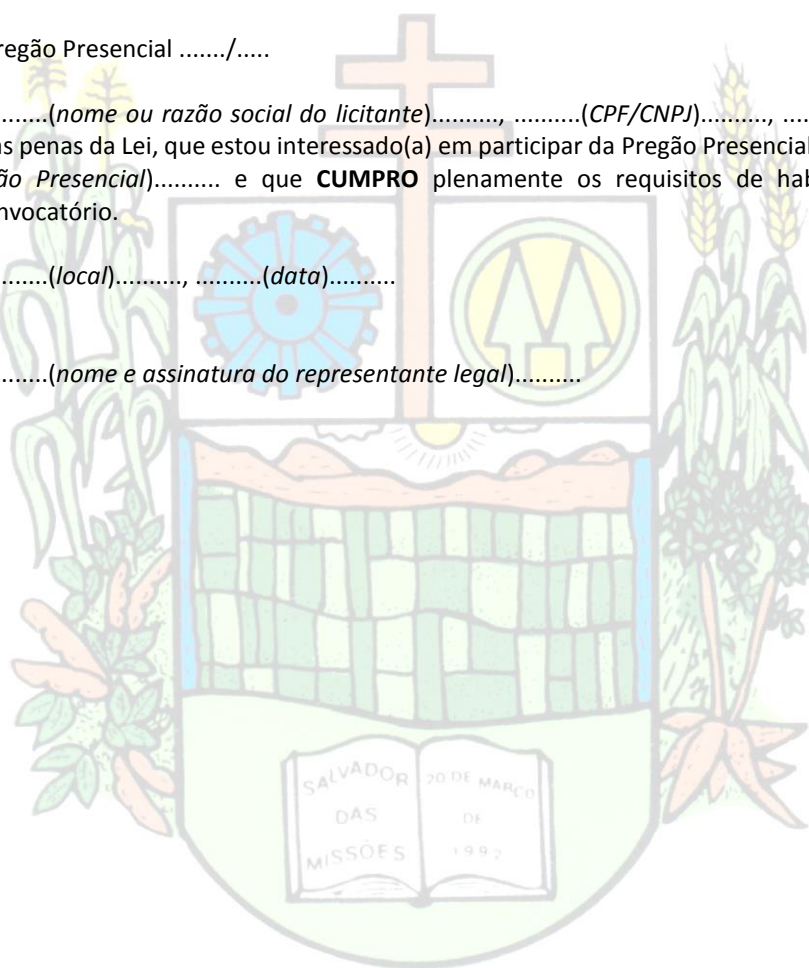 regão Presencial ......./.....
........(nome ou razão social do licitante).........., ..........(CPF/CNPJ).........., ....
as penas da Lei, que estou interessado(a) em participar da Pregão Presencial
ão Presencial).......... e que CUMPRO plenamente os requisitos de hab
nvocatório.
........(local).........., ..........(data)..........
........(nome e assinatura do representante legal)..........
SALVADOR
DAS
MISSÕES
20 DE MARÇO
DE
1992